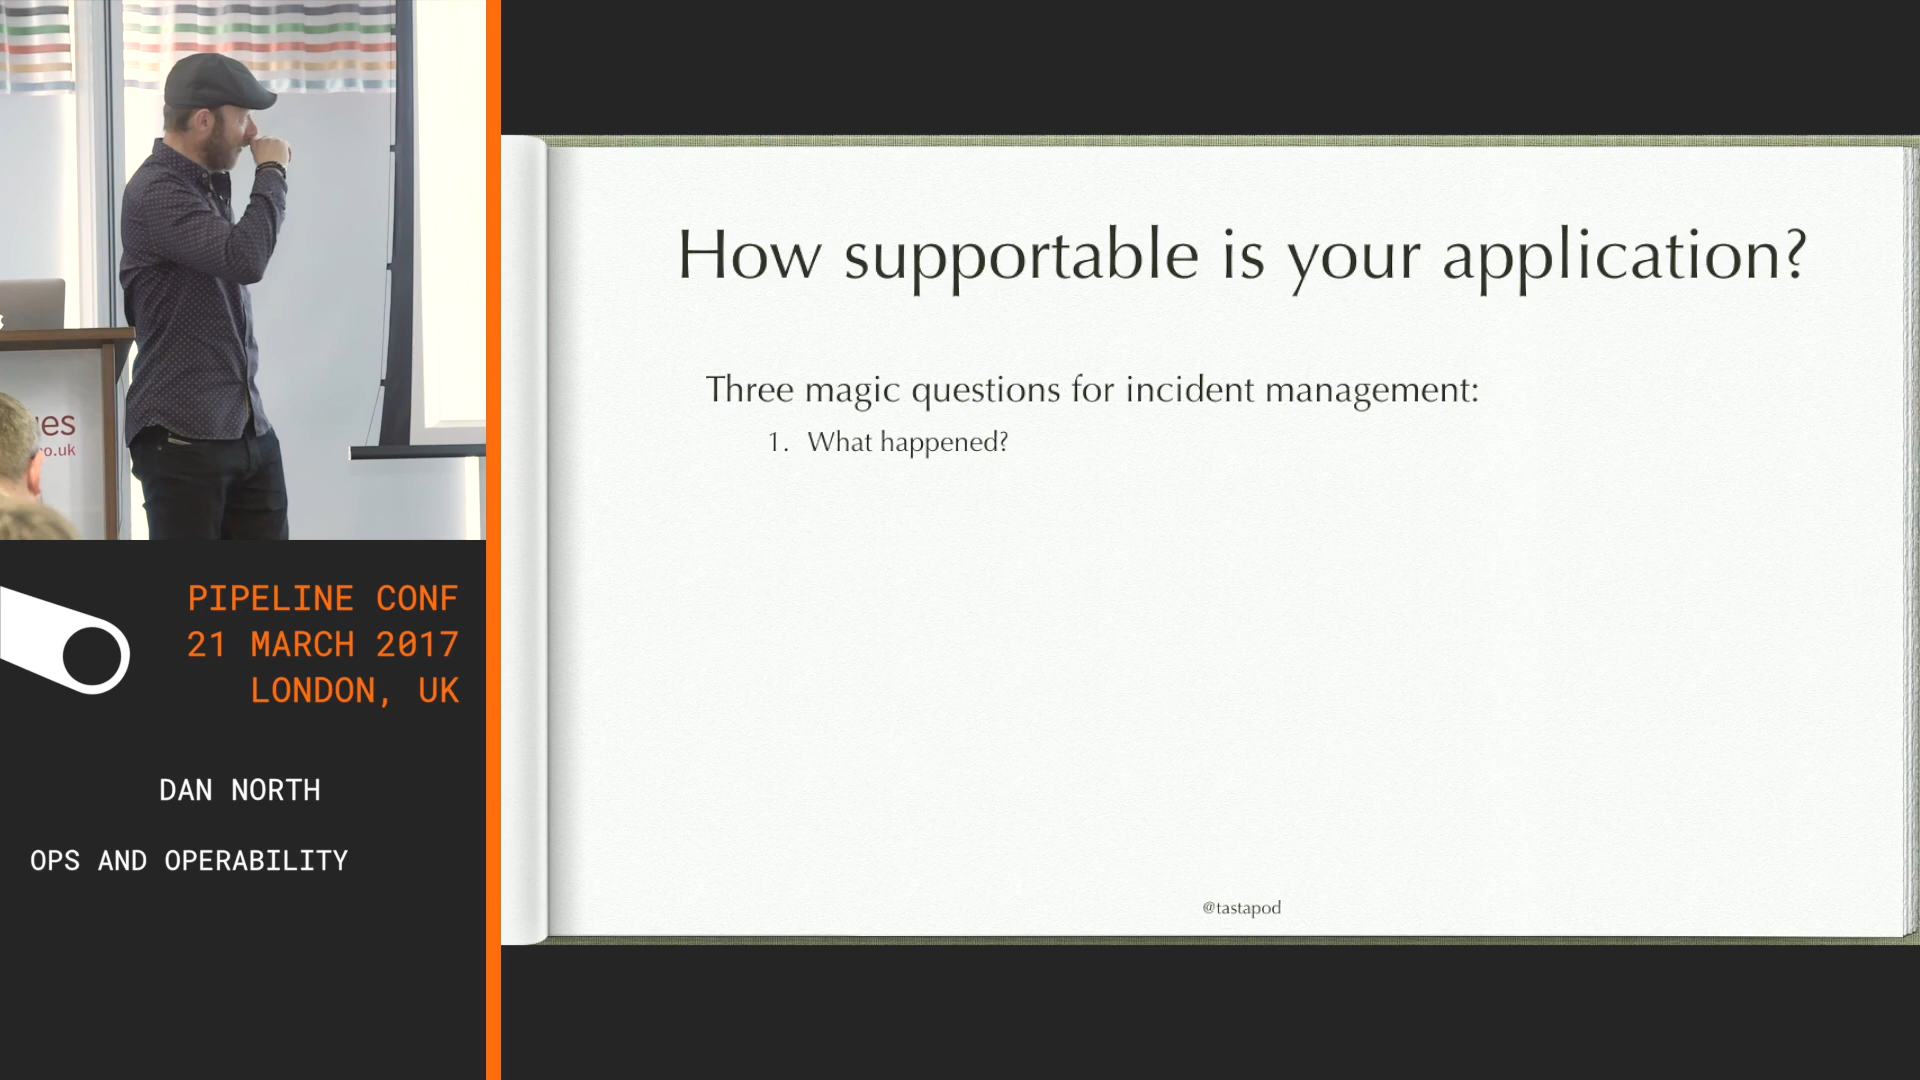 PIPELINE CONF
21 MARCH 2017
LONDON, UK
DAN NORTH
OPS AND OPERABILITY
How supportable is your application?
Three magic questions for incident management:
1. What happened?
@tastapod